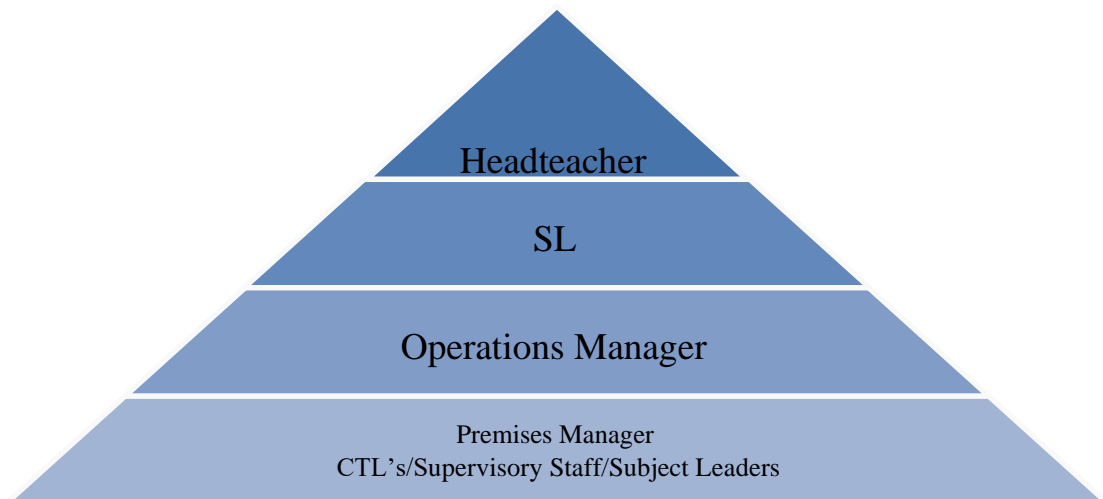 Headteacher
SL
Operations Manager
Premises Manager
CTL's/Supervisory Staff/Subject Leaders